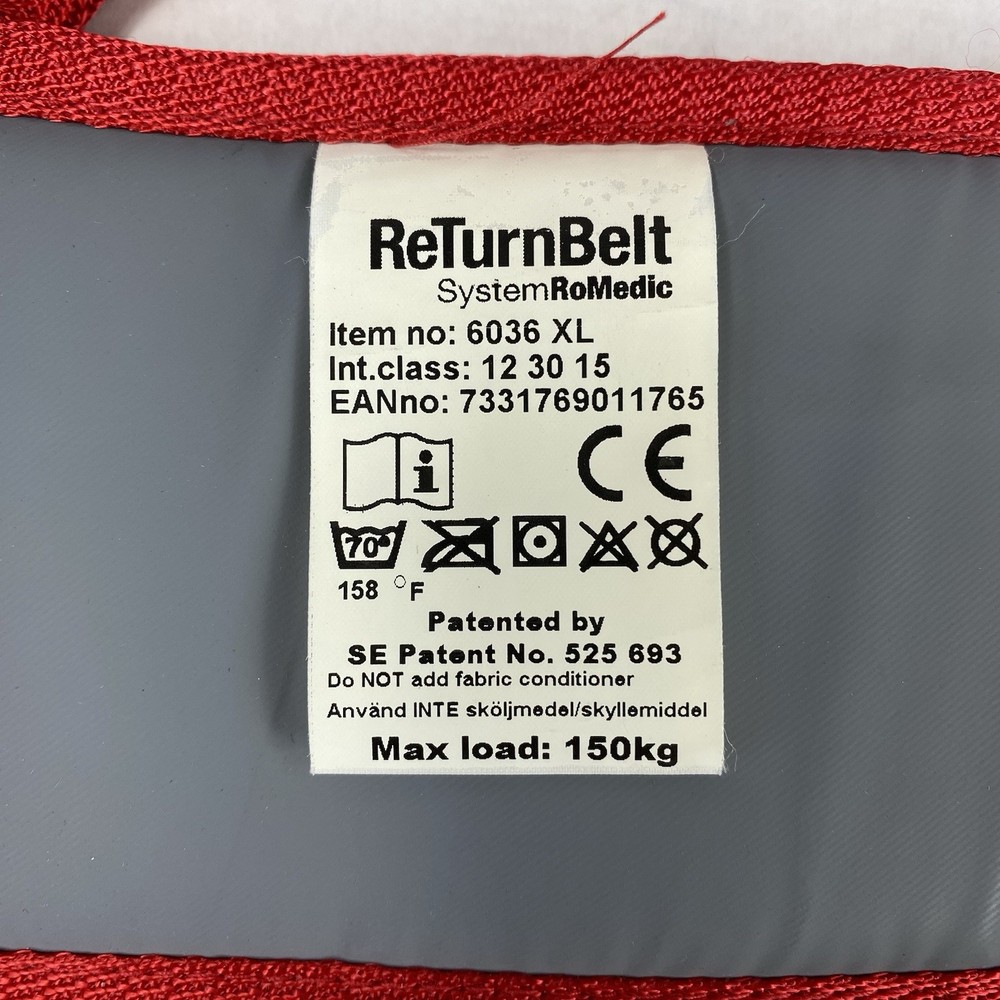 ReTurnBelt
SystemRoMedic
Item no: 6036 XL
Int.class: 12 30 15
EANno: 7331769011765
i
CE
70°
158 °F
Patented by
SE Patent No. 525 693
Do NOT add fabric conditioner
Använd INTE sköljmedel/skyllemiddel
Max load: 150kg